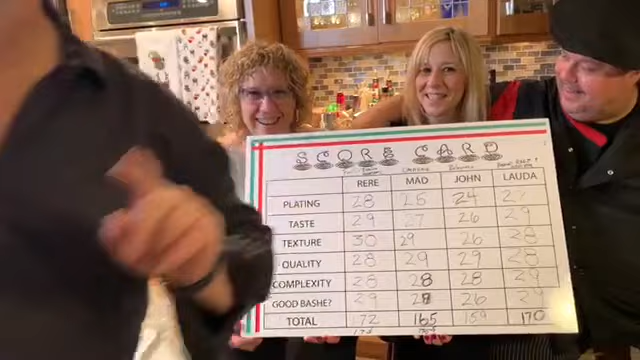 SCORE CARD
RERE MAD JOHN LAUDA
PLATING 28 25 24 27
TASTE 29 27 26 29
TEXTURE 30 29 26 28
QUALITY 28 29 29 28
COMPLEXITY 28 28 28 29
GOOD BASHE? 29 28 26 29
TOTAL 172 165 159 170